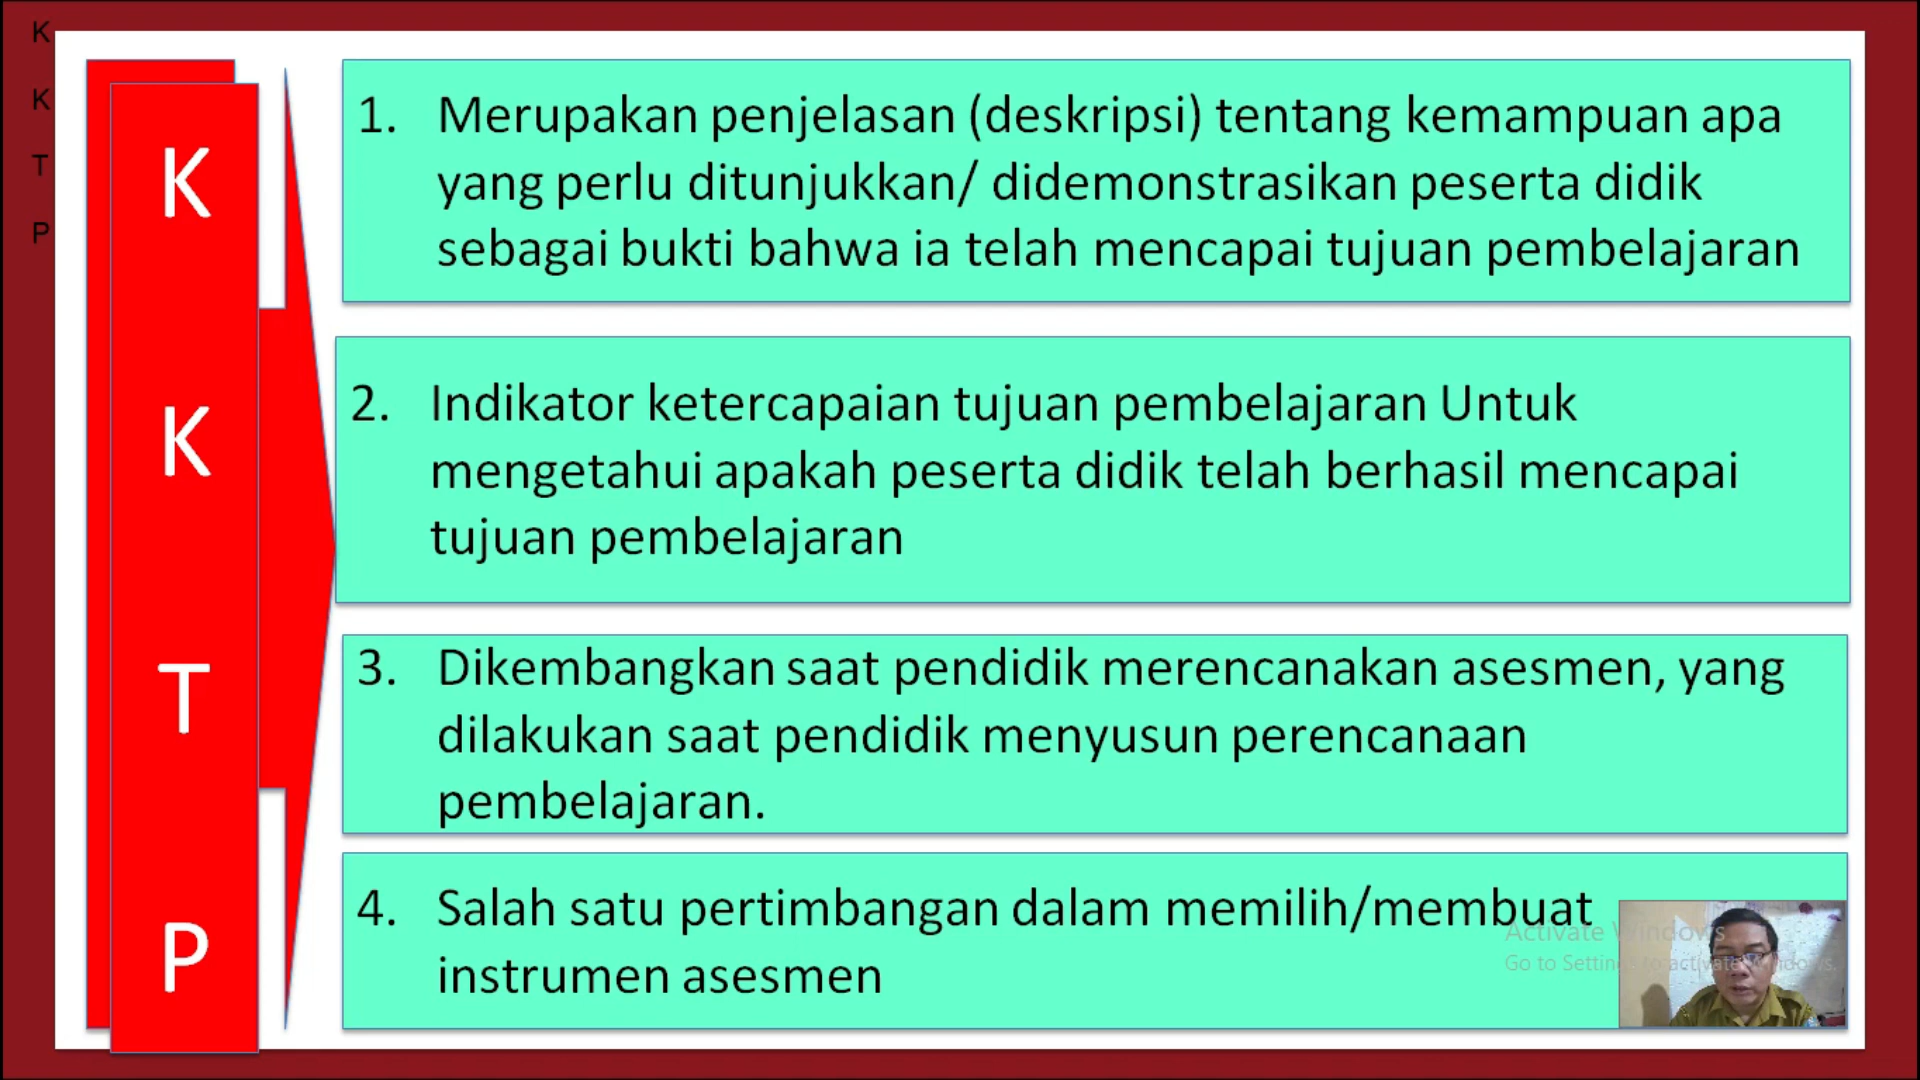 K
K
T
P
K
K
T
P
1. Merupakan penjelasan (deskripsi) tentang kemampuan apa
yang perlu ditunjukkan/ didemonstrasikan peserta didik
sebagai bukti bahwa ia telah mencapai tujuan pembelajaran
2. Indikator ketercapaian tujuan pembelajaran Untuk
mengetahui apakah peserta didik telah berhasil mencapai
tujuan pembelajaran
3. Dikembangkan saat pendidik merencanakan asesmen, yang
dilakukan saat pendidik menyusun perencanaan
pembelajaran.
4. Salah satu pertimbangan dalam memilih/membuat
instrumen asesmen
Activate Windows
Go to Settings to activate Windows.